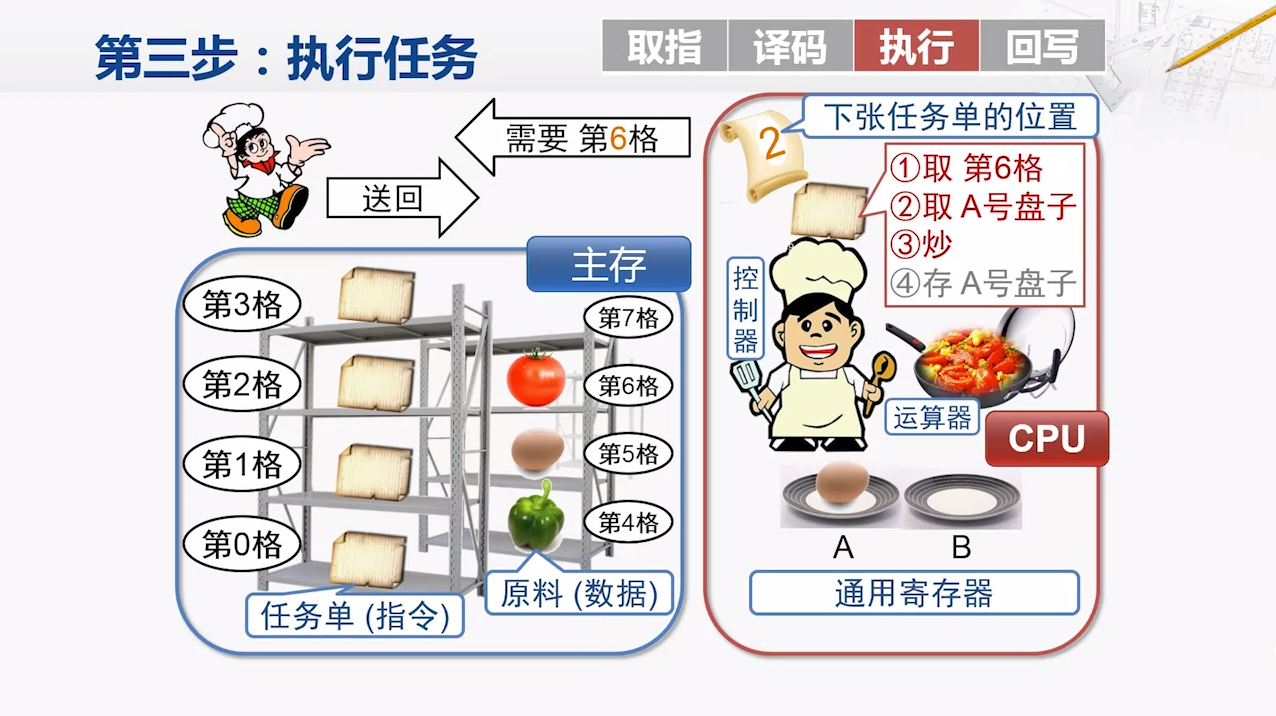 第三步：执行任务
取指 译码 执行 回写
需要 第6格
送回
主存
第3格
第2格
第1格
第0格
第7格
第6格
第5格
第4格
任务单 (指令)
原料 (数据)
2
下张任务单的位置
①取 第6格
②取 A号盘子
③炒
④存 A号盘子
控制器
运算器
CPU
A B
通用寄存器